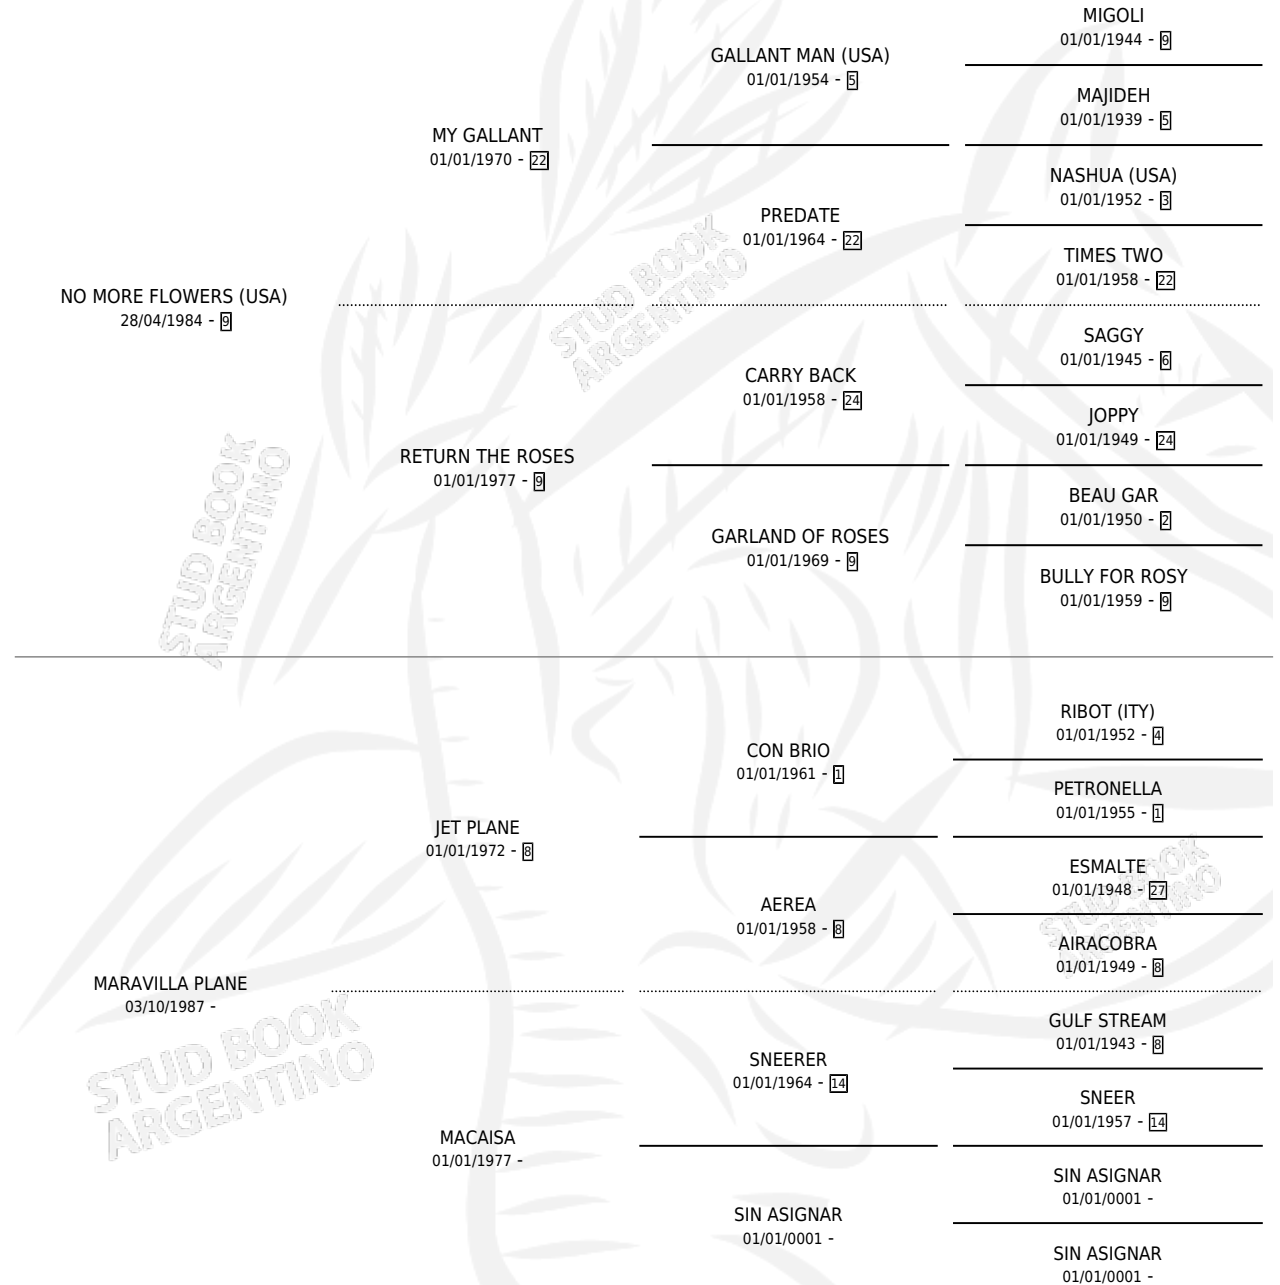 MIGOLI
01/01/1944 - 9
GALLANT MAN (USA)
01/01/1954 - 5
MAJIDEH
01/01/1939 - 5
MY GALLANT
01/01/1970 - 22
NASHUA (USA)
01/01/1952 - 3
PREDATE
01/01/1964 - 22
TIMES TWO
01/01/1958 - 22
NO MORE FLOWERS (USA)
28/04/1984 - 9
STUD BOOK
ARGENTINO
SAGGY
01/01/1945 - 6
CARRY BACK
01/01/1958 - 24
JOPPY
01/01/1949 - 24
RETURN THE ROSES
01/01/1977 - 9
BEAU GAR
01/01/1950 - 2
GARLAND OF ROSES
01/01/1969 - 9
BULLY FOR ROSY
01/01/1959 - 9
STUD BOOK
ARGENTINO
RIBOT (ITY)
01/01/1952 - 4
CON BRIO
01/01/1961 - 1
PETRONELLA
01/01/1955 - 1
JET PLANE
01/01/1972 - 8
ESMALTE
01/01/1948 - 27
AEREA
01/01/1958 - 8
STUD BOOK
ARGENTINO
AIRACOBRA
01/01/1949 - 8
MARAVILLA PLANE
03/10/1987 -
GULF STREAM
01/01/1943 - 8
SNEERER
01/01/1964 - 14
STUD BOOK
ARGENTINO
SNEER
01/01/1957 - 14
MACAISA
01/01/1977 -
SIN ASIGNAR
01/01/0001 -
SIN ASIGNAR
01/01/0001 -
SIN ASIGNAR
01/01/0001 -